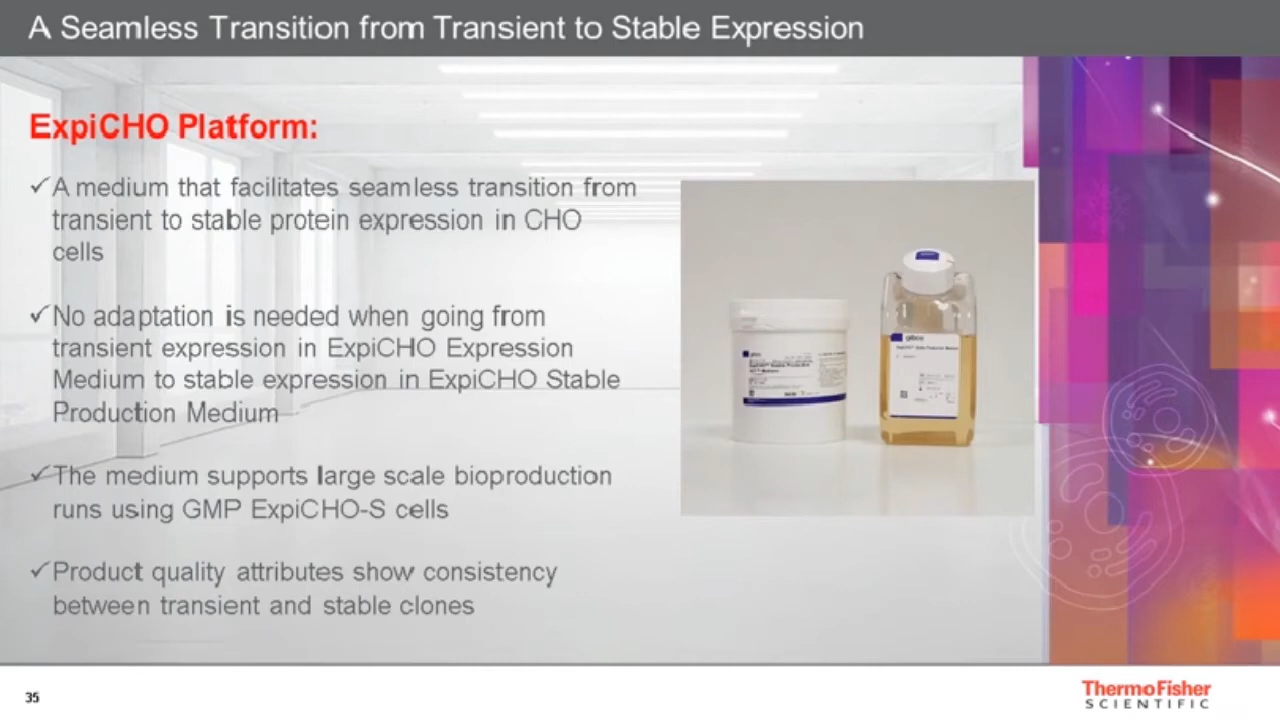 A Seamless Transition from Transient to Stable Expression
ExpiCHO Platform:
✓A medium that facilitates seamless transition from
transient to stable protein expression in CHO
cells
✓No adaptation is needed when going from
transient expression in ExpiCHO Expression
Medium to stable expression in ExpiCHO Stable
Production Medium
✓The medium supports large scale bioproduction
runs using GMP ExpiCHO-S cells
✓Product quality attributes show consistency
between transient and stable clones
gibco
gibco
35
ThermoFisher
SCIENTIFIC